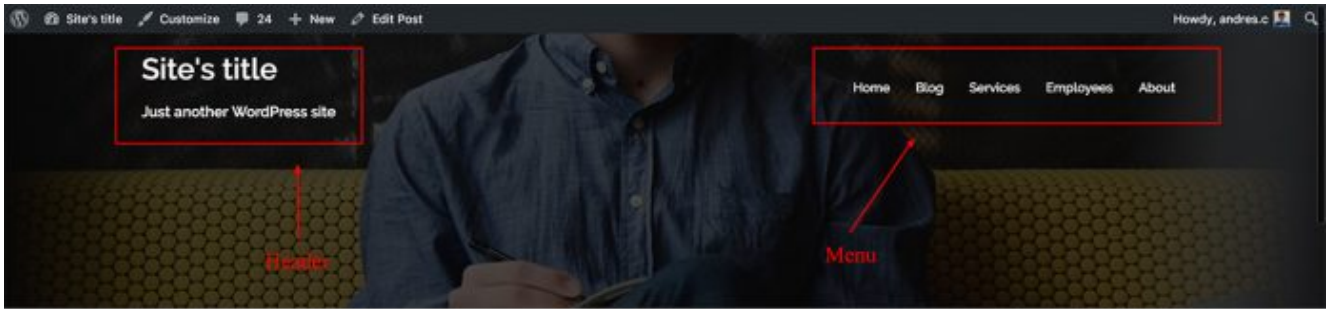 Site's title Customize 24 New Edit Post Howdy, andres.c
Site's title
Just another WordPress site
Home Blog Services Employees About
Header
Menu